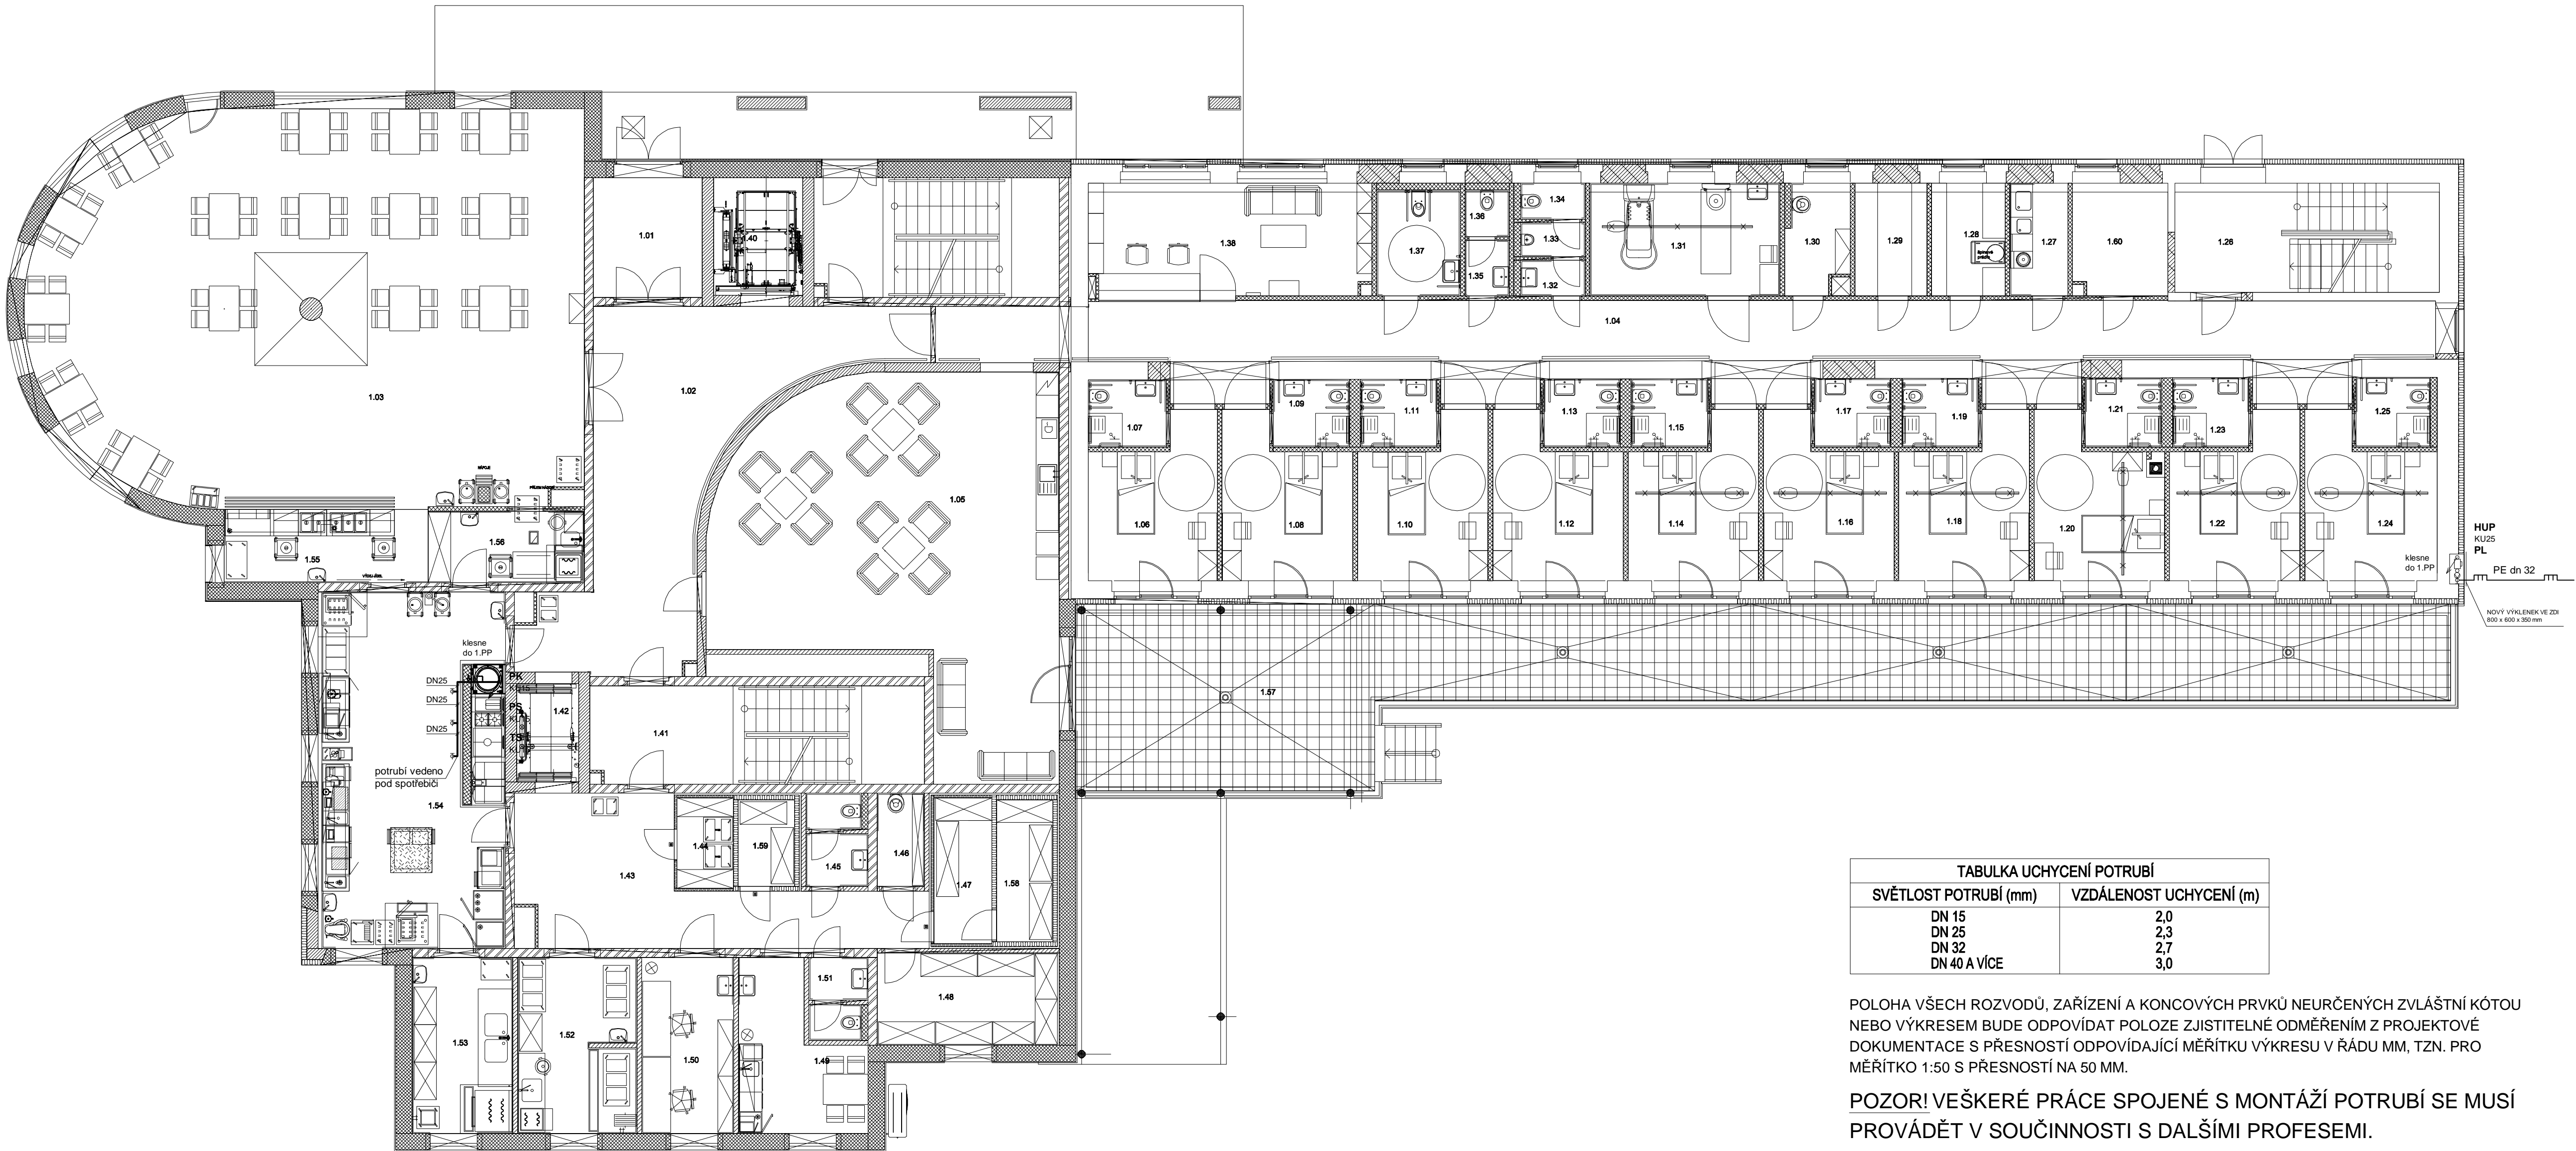 1.34
1.36
1.33
1.37
1.35
1.32
1.01
1.40
1.38
1.31
1.30
1.29
1.28
1.27
1.60
1.26
1.04
1.03
1.02
1.09
1.11
1.13
1.15
1.17
1.19
1.21
1.23
1.25
1.07
1.05
1.06
1.08
1.10
1.12
1.14
1.16
1.18
1.20
1.22
1.24
NÁPOJE
1.56
1.55
HUP
KU25
PL
klesne
do 1.PP
PE dn 32
NOVÝ VÝKLENEK VE ZDI
800 x 600 x 350 mm
klesne
do 1.PP
DN25
DN25
DN25
PK
KU15
PS
TS
1.42
1.41
1.57
potrubí vedeno
pod spotřebiči
1.54
1.44
1.59
1.45
1.46
1.47
1.58
1.43
1.51
1.48
1.53
1.52
1.50
1.49
TABULKA UCHYCENÍ POTRUBÍ
SVĚTLOST POTRUBÍ (mm) VZDÁLENOST UCHYCENÍ (m)
DN 15 2,0
DN 25 2,3
DN 32 2,7
DN 40 A VÍCE 3,0
POLOHA VŠECH ROZVODŮ, ZAŘÍZENÍ A KONCOVÝCH PRVKŮ NEURČENÝCH ZVLÁŠTNÍ KÓTOU
NEBO VÝKRESEM BUDE ODPOVÍDAT POLOZE ZJISTITELNÉ ODMĚŘENÍM Z PROJEKTOVÉ
DOKUMENTACE S PŘESNOSTÍ ODPOVÍDAJÍCÍ MĚŘÍTKU VÝKRESU V ŘÁDU MM, TZN. PRO
MĚŘÍTKO 1:50 S PŘESNOSTÍ NA 50 MM.
POZOR! VEŠKERÉ PRÁCE SPOJENÉ S MONTÁŽÍ POTRUBÍ SE MUSÍ
PROVÁDĚT V SOUČINNOSTI S DALŠÍMI PROFESEMI.